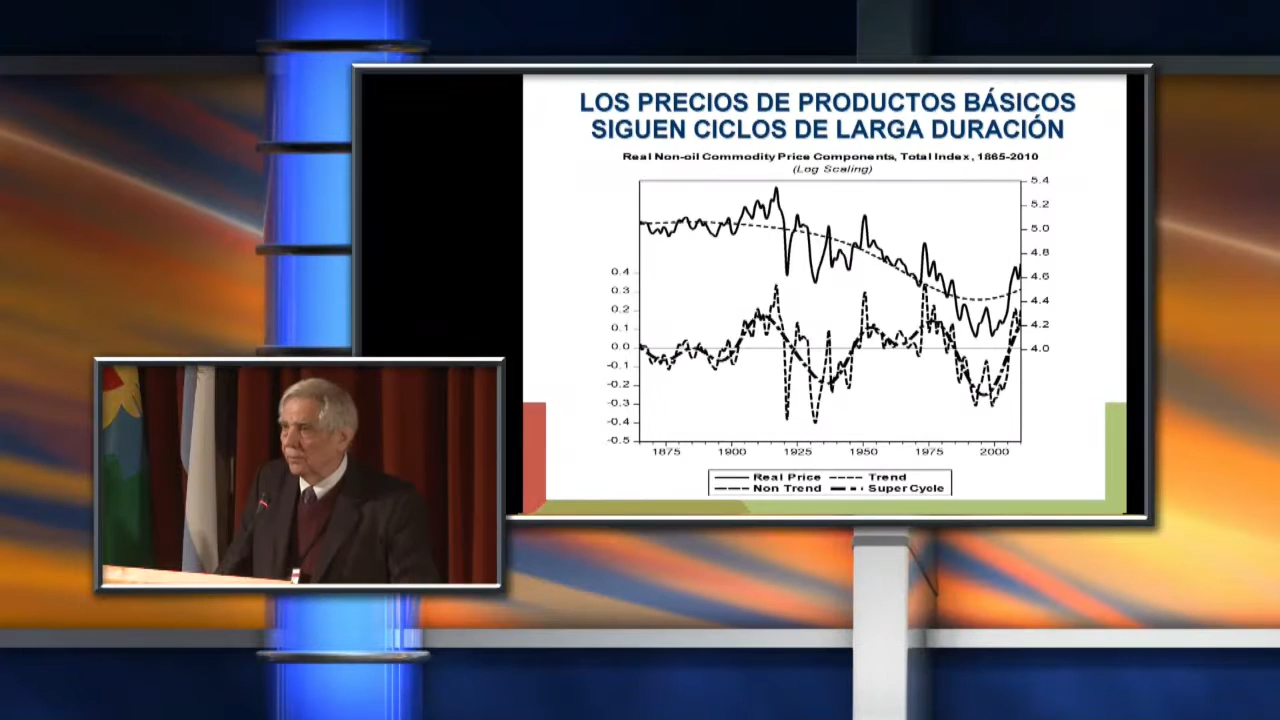 LOS PRECIOS DE PRODUCTOS BÁSICOS
SIGUEN CICLOS DE LARGA DURACIÓN
Real Non-oil Commodity Price Components, Total Index, 1865-2010
(Log Scaling)
5.4
5.2
5.0
4.8
4.6
4.4
4.2
4.0
0.4
0.3
0.2
0.1
0.0
-0.1
-0.2
-0.3
-0.4
-0.5
1875 1900 1925 1950 1975 2000
Real Price Trend
Non Trend Super Cycle